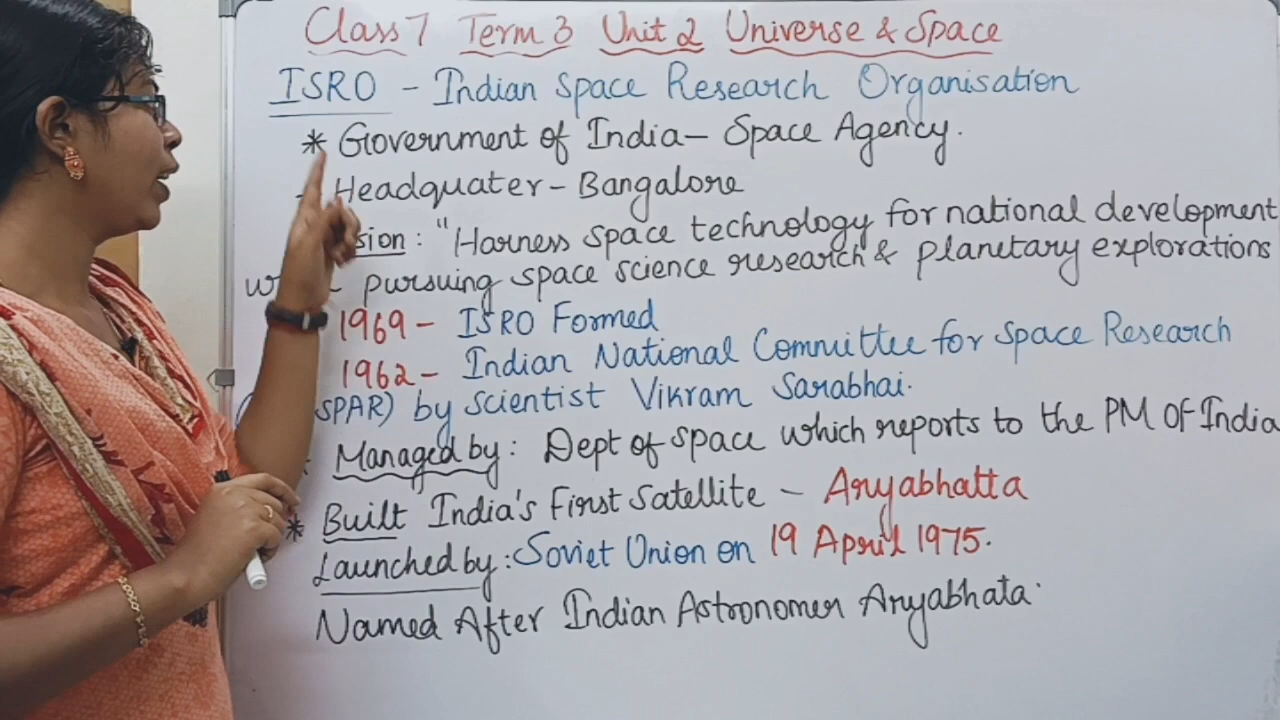 Class 7 Term 3 Unit 2 Universe & Space
ISRO - Indian Space Research Organisation
* Government of India - Space Agency.
- Headquater - Bangalore
sion : "Harness space technology for national development
pursuing space science research & planetary explorations
1969 - ISRO Formed
1962 - Indian National Committee for Space Research
SPAR) by scientist Vikram Sarabhai.
Managed by : Dept of space which reports to the PM Of India
* Built India's First Satellite - Aryabhatta
Launched by : Soviet Union on 19 April 1975.
Named After Indian Astronomer Aryabhata.